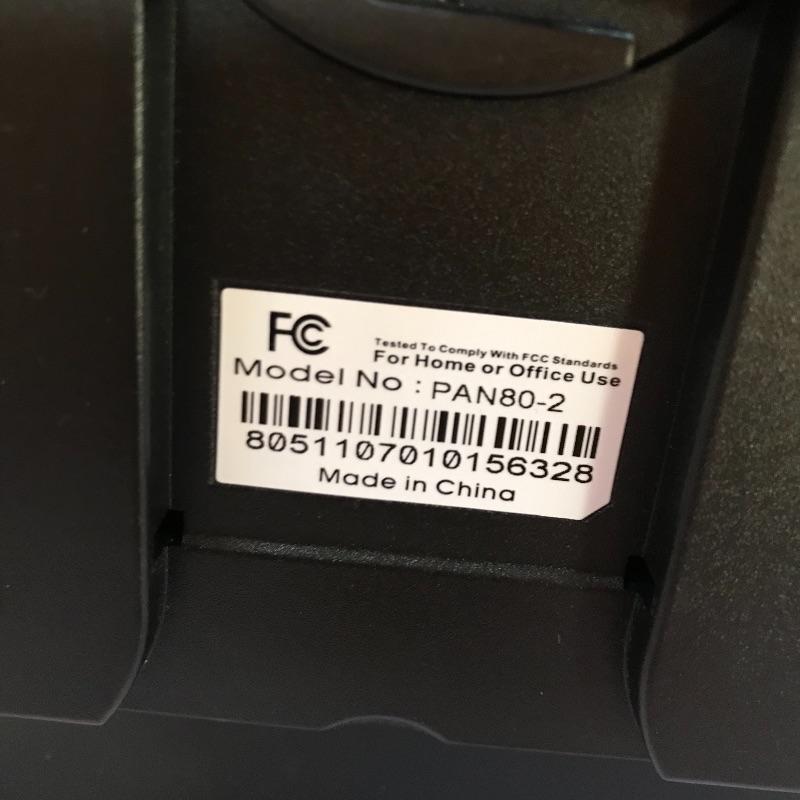 FCC
Tested To Comply With FCC Standards
For Home or Office Use
Model No : PAN80-2
8051107010156328
Made in China